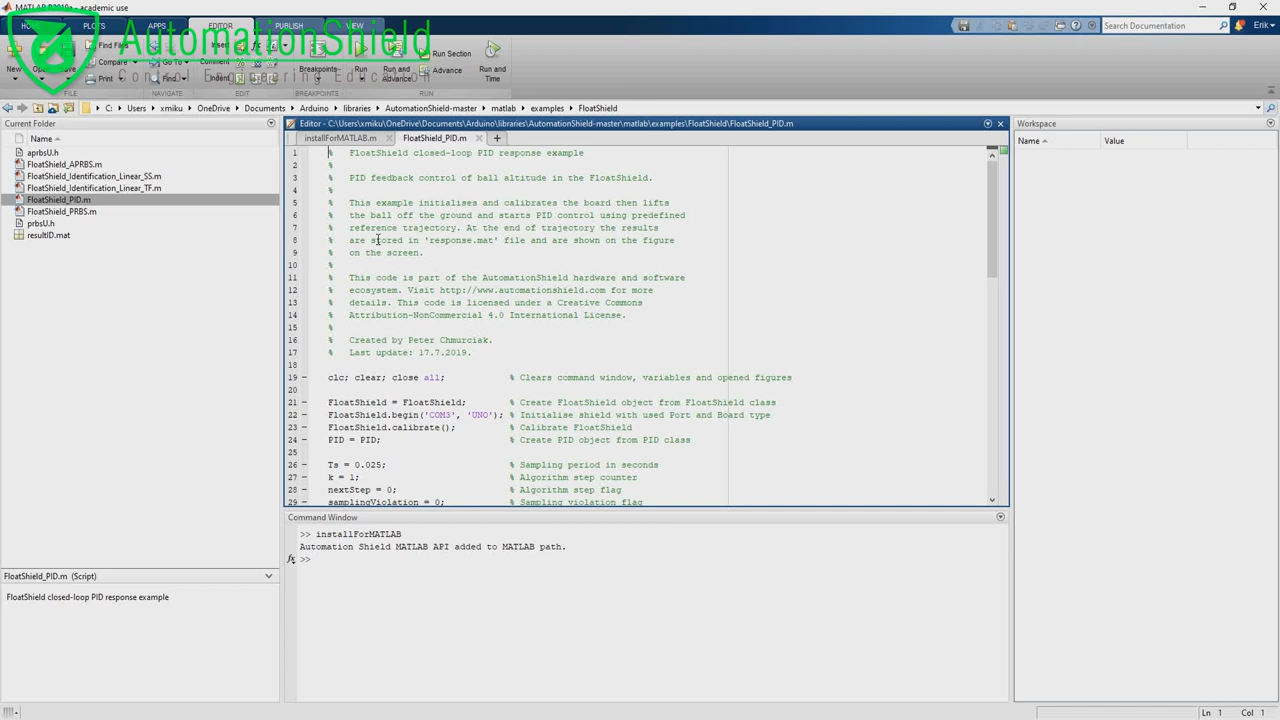 MATLAB R2019a - academic use
HOME
PLOTS
APPS
EDITOR
PUBLISH
VIEW
Search Documentation
Erik
AutomationShield
Control Engineering Education
New
Open
Save
Find Files
Compare
Print
Go To
Find
Insert
Comment
Indent
Breakpoints
Run
Run and
Advance
Run Section
Advance
Run and
Time
FILE
NAVIGATE
EDIT
BREAKPOINTS
RUN
C: Users xmiku OneDrive Documents Arduino libraries AutomationShield-master matlab examples FloatShield
Current Folder
Name
aprbsU.h
FloatShield_APRBS.m
FloatShield_Identification_Linear_SS.m
FloatShield_Identification_Linear_TF.m
FloatShield_PID.m
FloatShield_PRBS.m
prbsU.h
resultID.mat
FloatShield_PID.m (Script)
FloatShield closed-loop PID response example
Editor - C:\Users\xmiku\OneDrive\Documents\Arduino\libraries\AutomationShield-master\matlab\examples\FloatShield\FloatShield_PID.m
installForMATLAB.m
FloatShield_PID.m
1 % FloatShield closed-loop PID response example
2 %
3 % PID feedback control of ball altitude in the FloatShield.
4 %
5 % This example initialises and calibrates the board then lifts
6 % the ball off the ground and starts PID control using predefined
7 % reference trajectory. At the end of trajectory the results
8 % are stored in 'response.mat' file and are shown on the figure
9 % on the screen.
10 %
11 % This code is part of the AutomationShield hardware and software
12 % ecosystem. Visit http://www.automationshield.com for more
13 % details. This code is licensed under a Creative Commons
14 % Attribution-NonCommercial 4.0 International License.
15 %
16 % Created by Peter Chmurciak.
17 % Last update: 17.7.2019.
18
19 - clc; clear; close all; % Clears command window, variables and opened figures
20
21 - FloatShield = FloatShield; % Create FloatShield object from FloatShield class
22 - FloatShield.begin('COM3', 'UNO'); % Initialise shield with used Port and Board type
23 - FloatShield.calibrate(); % Calibrate FloatShield
24 - PID = PID; % Create PID object from PID class
25
26 - Ts = 0.025; % Sampling period in seconds
27 - k = 1; % Algorithm step counter
28 - nextStep = 0; % Algorithm step flag
29 - samplingViolation = 0; % Sampling violation flag
Command Window
>> installForMATLAB
Automation Shield MATLAB API added to MATLAB path.
fx >>
Workspace
Name
Value
Ln 1 Col 1